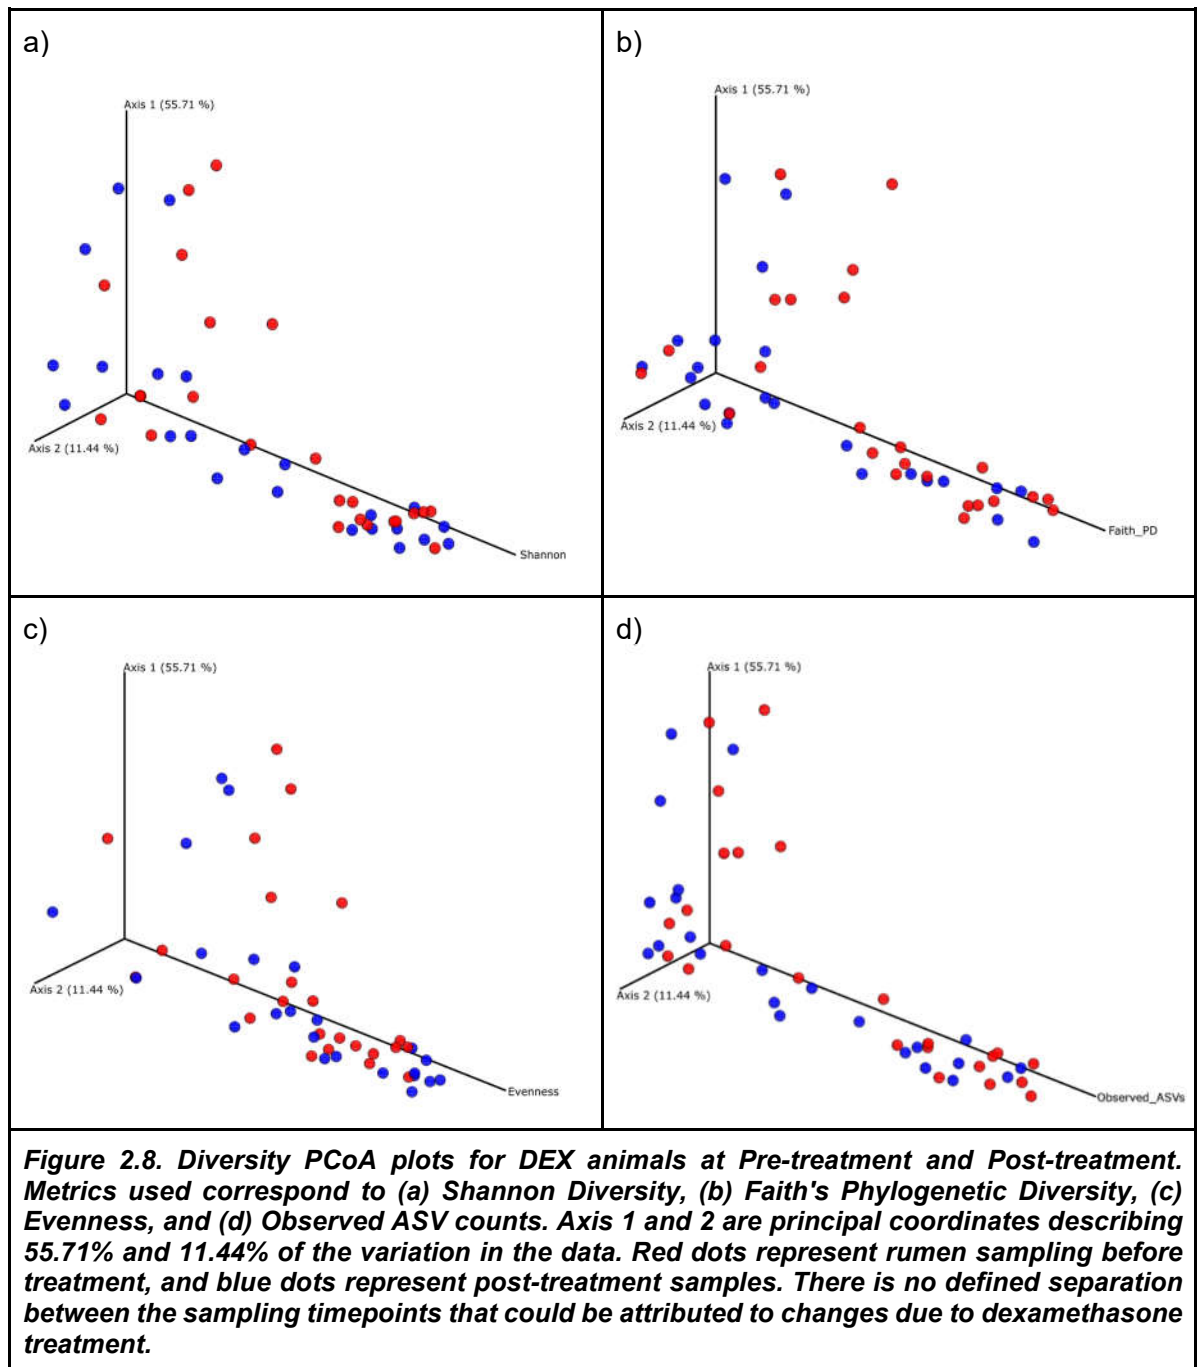 a)
Axis 1 (55.71 %)
Axis 2 (11.44 %)
Shannon
b)
Axis 1 (55.71 %)
Axis 2 (11.44 %)
Faith_PD
c)
Axis 1 (55.71 %)
Axis 2 (11.44 %)
Evenness
d)
Axis 1 (55.71 %)
Axis 2 (11.44 %)
Observed_ASVs
Figure 2.8. Diversity PCoA plots for DEX animals at Pre-treatment and Post-treatment.
Metrics used correspond to (a) Shannon Diversity, (b) Faith's Phylogenetic Diversity, (c)
Evenness, and (d) Observed ASV counts. Axis 1 and 2 are principal coordinates describing
55.71% and 11.44% of the variation in the data. Red dots represent rumen sampling before
treatment, and blue dots represent post-treatment samples. There is no defined separation
between the sampling timepoints that could be attributed to changes due to dexamethasone
treatment.